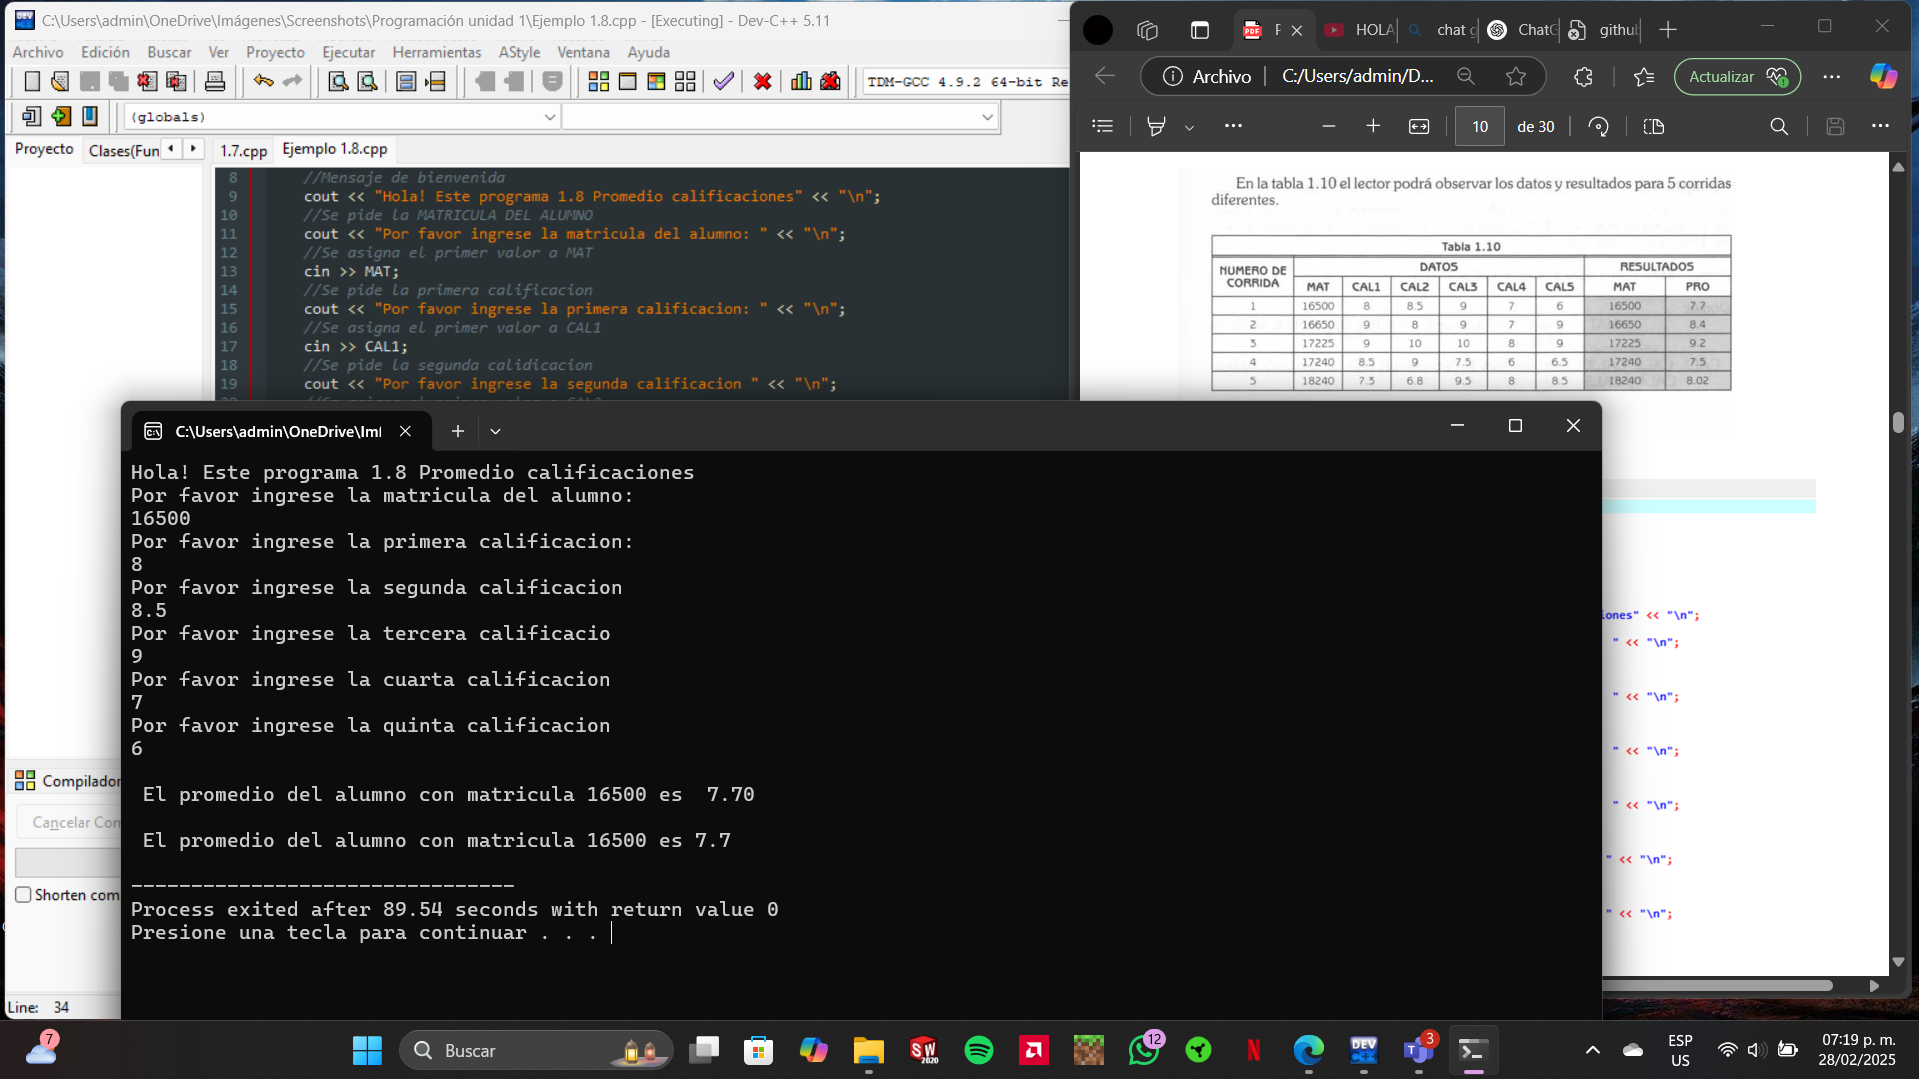 C:\Users\admin\OneDrive\Imágenes\Screenshots\Programación unidad 1\Ejemplo 1.8.cpp - [Executing] - Dev-C++ 5.11
Archivo Edición Buscar Ver Proyecto Ejecutar Herramientas AStyle Ventana Ayuda
TDM-GCC 4.9.2 64-bit Re
(globals)
Proyecto Clases(Fun 1.7.cpp Ejemplo 1.8.cpp
8 //Mensaje de bienvenida
9 cout << "Hola! Este programa 1.8 Promedio calificaciones" << "\n";
10 //Se pide la MATRICULA DEL ALUMNO
11 cout << "Por favor ingrese la matricula del alumno: " << "\n";
12 //Se asigna el primer valor a MAT
13 cin >> MAT;
14 //Se pide la primera calificacion
15 cout << "Por favor ingrese la primera calificacion: " << "\n";
16 //Se asigna el primer valor a CAL1
17 cin >> CAL1;
18 //Se pide la segunda calidicacion
19 cout << "Por favor ingrese la segunda calificacion " << "\n";
Compilador
Cancelar Con
Shorten com
Line: 34
HOLA chat g ChatG githul
Archivo C:/Users/admin/D... Actualizar
10 de 30
En la tabla 1.10 el lector podrá observar los datos y resultados para 5 corridas
diferentes.
Tabla 1.10
NUMERO DE CORRIDA DATOS RESULTADOS
MAT CAL1 CAL2 CAL3 CAL4 CAL5 MAT PRO
1 16500 8 8.5 9 7 6 16500 7.7
2 16650 9 8 9 7 9 16650 8.4
3 17225 9 10 10 8 9 17225 9.2
4 17240 8.5 9 7.5 6 6.5 17240 7.5
5 18240 7.3 6.8 9.5 8 8.5 18240 8.02
iones" << "\n";
" << "\n";
" << "\n";
" << "\n";
" << "\n";
" << "\n";
" << "\n";
C:\Users\admin\OneDrive\Im
Hola! Este programa 1.8 Promedio calificaciones
Por favor ingrese la matricula del alumno:
16500
Por favor ingrese la primera calificacion:
8
Por favor ingrese la segunda calificacion
8.5
Por favor ingrese la tercera calificacio
9
Por favor ingrese la cuarta calificacion
7
Por favor ingrese la quinta calificacion
6
El promedio del alumno con matricula 16500 es  7.70
El promedio del alumno con matricula 16500 es 7.7
--------------------------------
Process exited after 89.54 seconds with return value 0
Presione una tecla para continuar . . .
7
Buscar
SW 2020
12
DEV
3
ESP
US
07:19 p. m.
28/02/2025